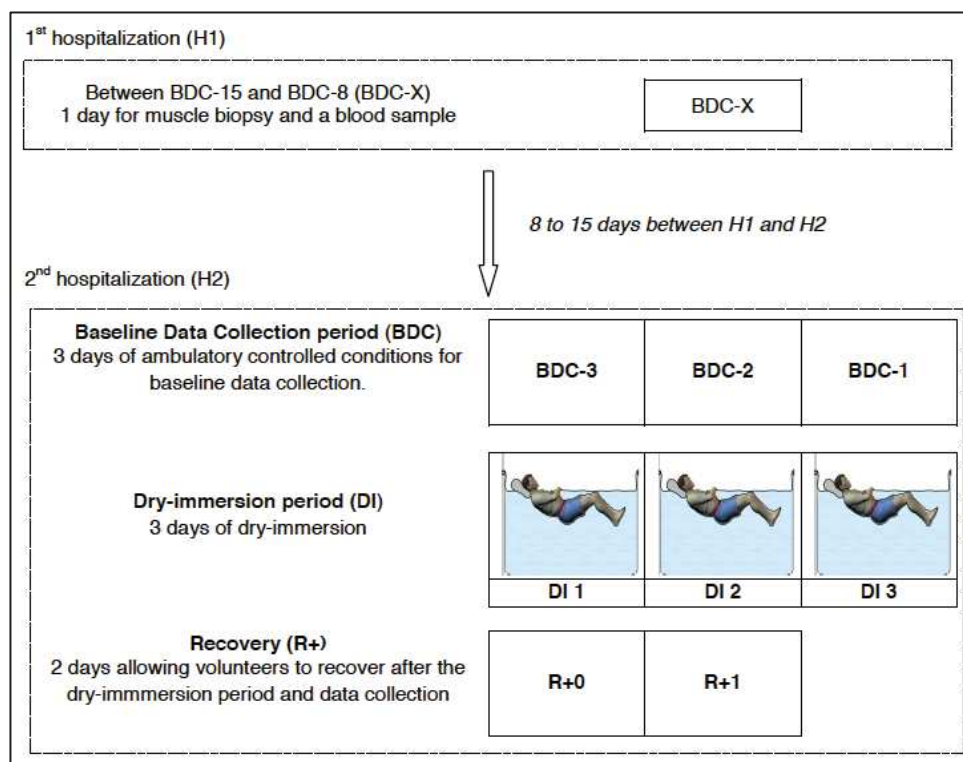 1st hospitalization (H1)
Between BDC-15 and BDC-8 (BDC-X)
1 day for muscle biopsy and a blood sample
BDC-X
8 to 15 days between H1 and H2
2nd hospitalization (H2)
Baseline Data Collection period (BDC)
3 days of ambulatory controlled conditions for
baseline data collection.
BDC-3
BDC-2
BDC-1
Dry-immersion period (DI)
3 days of dry-immersion
DI 1
DI 2
DI 3
Recovery (R+)
2 days allowing volunteers to recover after the
dry-immmersion period and data collection
R+0
R+1